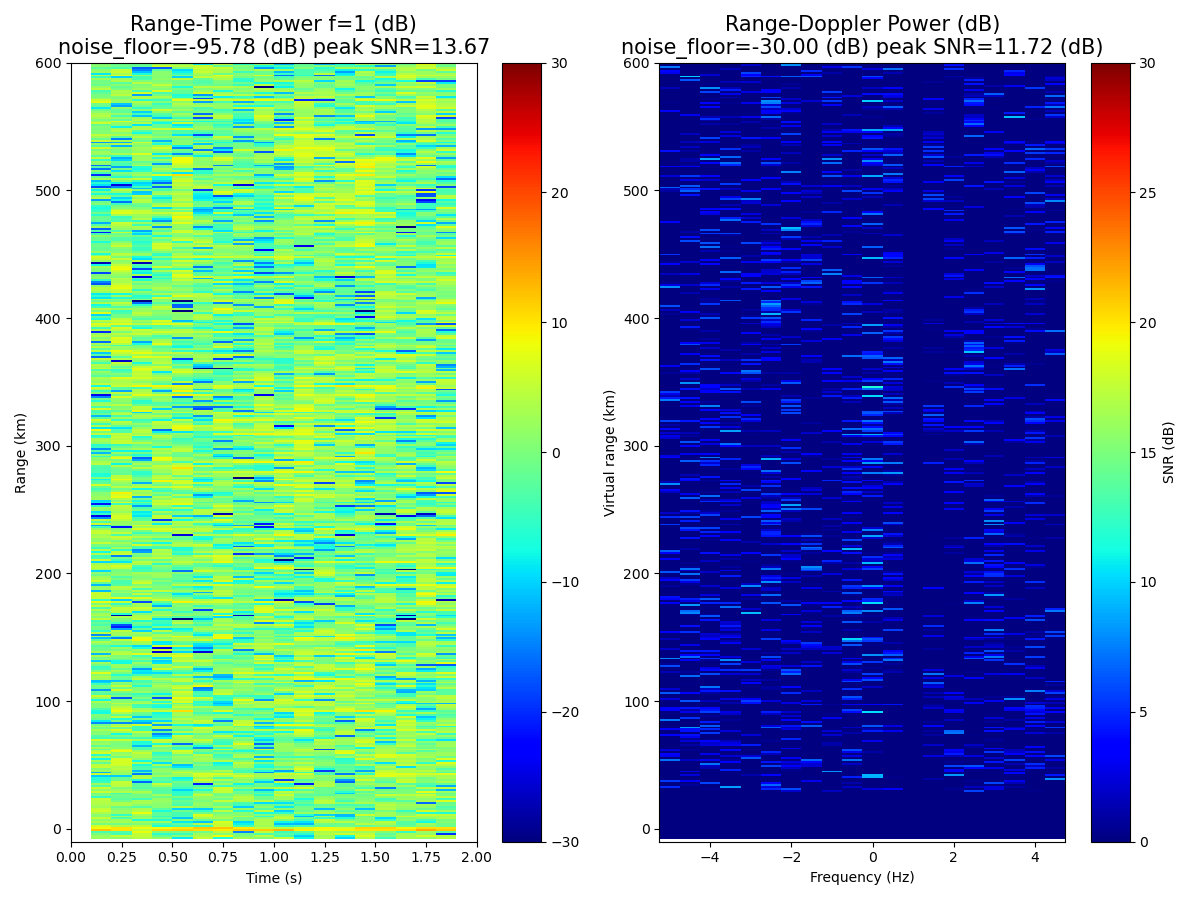 Range-Time Power f=1 (dB)
noise_floor=-95.78 (dB) peak SNR=13.67
600
500
400
300
200
100
0
Range (km)
0.00 0.25 0.50 0.75 1.00 1.25 1.50 1.75 2.00
Time (s)
30
20
10
0
−10
−20
−30
Range-Doppler Power (dB)
noise_floor=-30.00 (dB) peak SNR=11.72 (dB)
600
500
400
300
200
100
0
Virtual range (km)
−4 −2 0 2 4
Frequency (Hz)
30
25
20
15
10
5
0
SNR (dB)